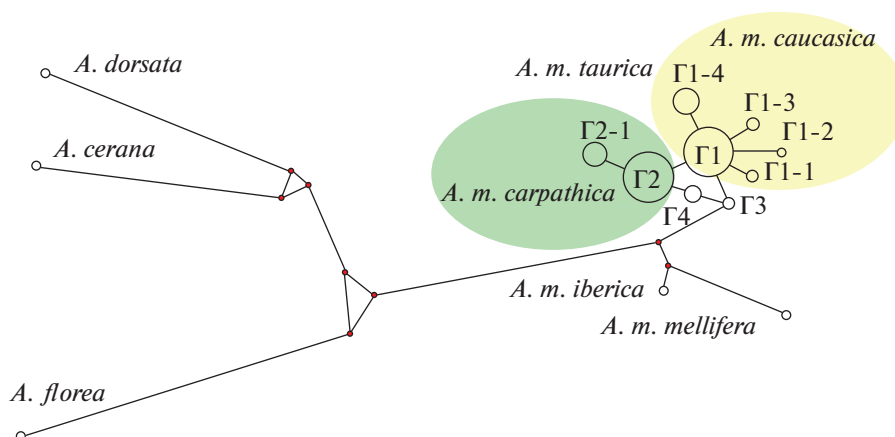 A. m. caucasica
A. dorsata
A. m. taurica
Γ1-4
Γ1-3
Γ2-1
Γ1-2
A. cerana
Γ1
Γ1-1
Γ2
A. m. carpathica
Γ4
Γ3
A. m. iberica
A. m. mellifera
A. florea